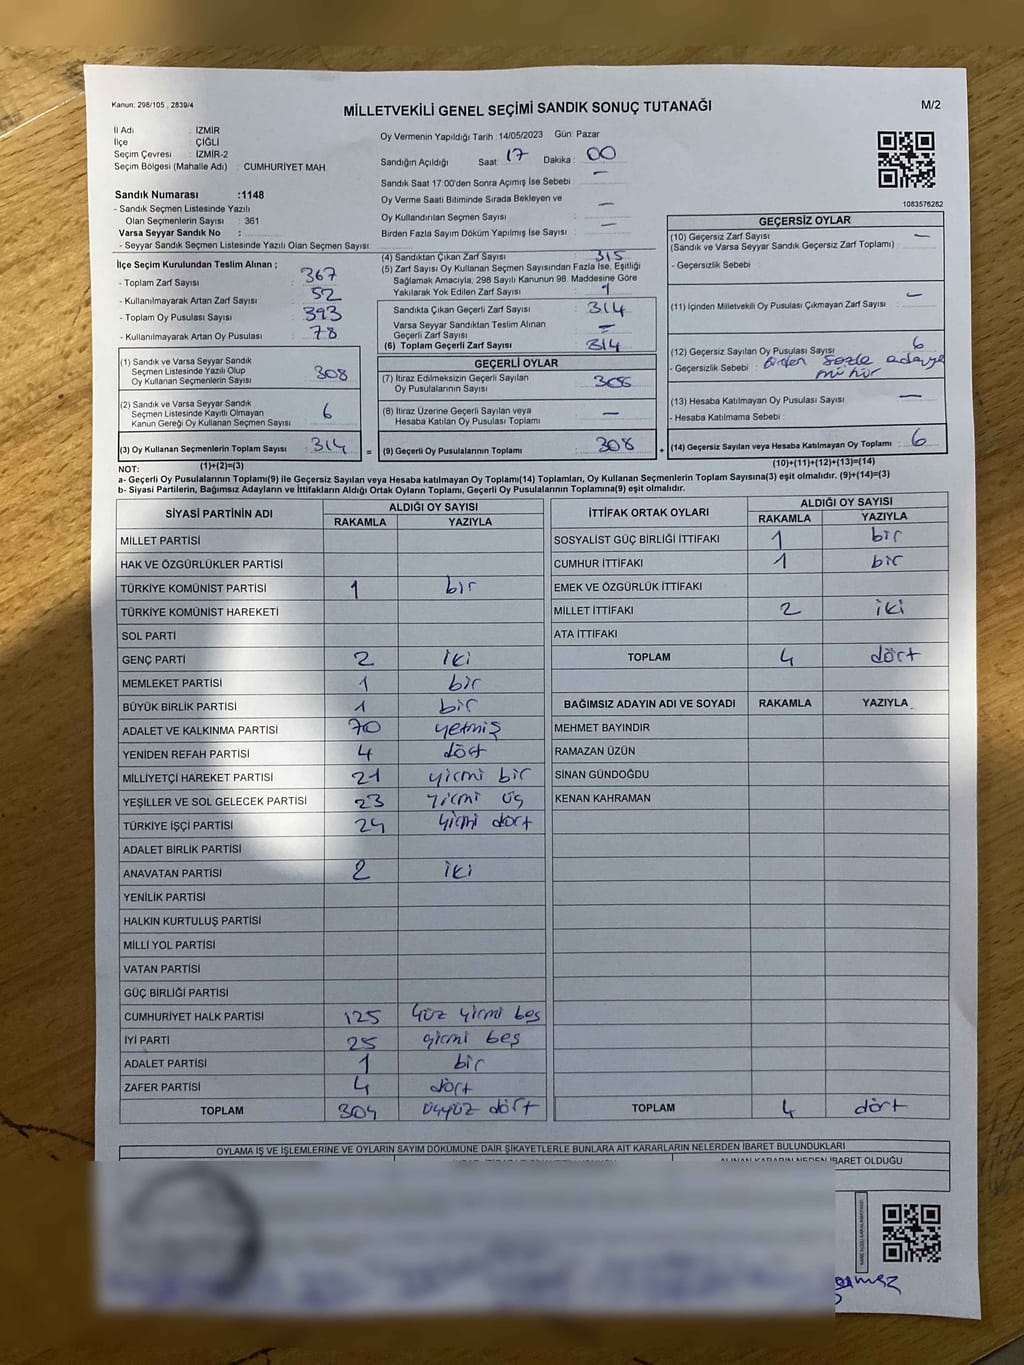 Kanun: 298/105 , 2839/4
MİLLETVEKİLİ GENEL SEÇİMİ SANDIK SONUÇ TUTANAĞI
M/2
İl Adı : İZMİR
İlçe : ÇİĞLİ
Seçim Çevresi : İZMİR-2
Seçim Bölgesi (Mahalle Adı) : CUMHURİYET MAH
Sandık Numarası :1148
- Sandık Seçmen Listesinde Yazılı
Olan Seçmenlerin Sayısı : 361
Varsa Seyyar Sandık No :
- Seyyar Sandık Seçmen Listesinde Yazılı Olan Seçmen Sayısı:
Oy Vermenin Yapıldığı Tarih :14/05/2023 Gün: Pazar
Sandığın Açıldığı Saat : 17 Dakika : 00
Sandık Saat 17:00'den Sonra Açımış İse Sebebi : —
Oy Verme Saati Bitiminde Sırada Bekleyen ve
Oy Kullandırılan Seçmen Sayısı : —
Birden Fazla Sayım Döküm Yapılmış İse Sayısı : —
1083576282
İlçe Seçim Kurulundan Teslim Alınan ;
- Toplam Zarf Sayısı : 367
- Kullanılmayarak Artan Zarf Sayısı : 52
- Toplam Oy Pusulası Sayısı : 393
- Kullanılmayarak Artan Oy Pusulası : 78
(1) Sandık ve Varsa Seyyar Sandık
Seçmen Listesinde Yazılı Olup
Oy Kullanan Seçmenlerin Sayısı : 308
(2) Sandık ve Varsa Seyyar Sandık
Seçmen Listesinde Kayıtlı Olmayan
Kanun Gereği Oy Kullanan Seçmen Sayısı : 6
(3) Oy Kullanan Seçmenlerin Toplam Sayısı : 314
(1)+(2)=(3)
(4) Sandıktan Çıkan Zarf Sayısı : 315
(5) Zarf Sayısı Oy Kullanan Seçmen Sayısından Fazla İse, Eşitliği
Sağlamak Amacıyla; 298 Sayılı Kanunun 98. Maddesine Göre
Yakılarak Yok Edilen Zarf Sayısı : 1
Sandıkta Çıkan Geçerli Zarf Sayısı : 314
Varsa Seyyar Sandıktan Teslim Alınan
Geçerli Zarf Sayısı : —
(6) Toplam Geçerli Zarf Sayısı : 314
GEÇERLİ OYLAR
(7) İtiraz Edilmeksizin Geçerli Sayılan
Oy Pusulalarının Sayısı : 308
(8) İtiraz Üzerine Geçerli Sayılan veya
Hesaba Katılan Oy Pusulası Toplamı : —
= (9) Geçerli Oy Pusulalarının Toplamı : 308 +
GEÇERSİZ OYLAR
(10) Geçersiz Zarf Sayısı : —
(Sandık ve Varsa Seyyar Sandık Geçersiz Zarf Toplamı)
- Geçersizlik Sebebi :
(11) İçinden Milletvekili Oy Pusulası Çıkmayan Zarf Sayısı : —
(12) Geçersiz Sayılan Oy Pusulası Sayısı : 6
- Geçersizlik Sebebi : Birden fazla adaya
mühür
(13) Hesaba Katılmayan Oy Pusulası Sayısı : —
- Hesaba Katılmama Sebebi :
(14) Geçersiz Sayılan veya Hesaba Katılmayan Oy Toplamı : 6
(10)+(11)+(12)+(13)=(14)
NOT:
a- Geçerli Oy Pusulasının Toplamı(9) ile Geçersiz Sayılan veya Hesaba katılmayan Oy Toplamı(14) Toplamları, Oy Kullanan Seçmenlerin Toplam Sayısına(3) eşit olmalıdır. (9)+(14)=(3)
b- Siyasi Partilerin, Bağımsız Adayların ve İttifakların Aldığı Ortak Oyların Toplamı, Geçerli Oy Pusulalarının Toplamına(9) eşit olmalıdır.
SİYASİ PARTİNİN ADI ALDIĞI OY SAYISI
RAKAMLA YAZIYLA
MİLLET PARTİSİ
HAK VE ÖZGÜRLÜKLER PARTİSİ
TÜRKİYE KOMÜNİST PARTİSİ 1 bir
TÜRKİYE KOMÜNİST HAREKETİ
SOL PARTİ
GENÇ PARTİ 2 iki
MEMLEKET PARTİSİ 1 bir
BÜYÜK BİRLİK PARTİSİ 1 bir
ADALET VE KALKINMA PARTİSİ 70 yetmiş
YENİDEN REFAH PARTİSİ 4 dört
MİLLİYETÇİ HAREKET PARTİSİ 21 yirmi bir
YEŞİLLER VE SOL GELECEK PARTİSİ 23 yirmi üç
TÜRKİYE İŞÇİ PARTİSİ 24 yirmi dört
ADALET BİRLİK PARTİSİ
ANAVATAN PARTİSİ 2 iki
YENİLİK PARTİSİ
HALKIN KURTULUŞ PARTİSİ
MİLLİ YOL PARTİSİ
VATAN PARTİSİ
GÜÇ BİRLİĞİ PARTİSİ
CUMHURİYET HALK PARTİSİ 125 yüz yirmi beş
İYİ PARTİ 25 yirmi beş
ADALET PARTİSİ 1 bir
ZAFER PARTİSİ 4 dört
TOPLAM 304 üçyüz dört
İTTİFAK ORTAK OYLARI ALDIĞI OY SAYISI
RAKAMLA YAZIYLA
SOSYALİST GÜÇ BİRLİĞİ İTTİFAKI 1 bir
CUMHUR İTTİFAKI 1 bir
EMEK VE ÖZGÜRLÜK İTTİFAKI
MİLLET İTTİFAKI 2 iki
ATA İTTİFAKI
TOPLAM 4 dört
BAĞIMSIZ ADAYIN ADI VE SOYADI RAKAMLA YAZIYLA
MEHMET BAYINDIR
RAMAZAN ÜZÜN
SİNAN GÜNDOĞDU
KENAN KAHRAMAN
TOPLAM 4 dört
OYLAMA İŞ VE İŞLEMLERİNE VE OYLARIN SAYIM DÖKÜMÜNE DAİR ŞİKAYETLERLE BUNLARA AİT KARARLARIN NELERDEN İBARET BULUNDUKLARI
ALINAN KARARIN NEDEN İBARET OLDUĞU